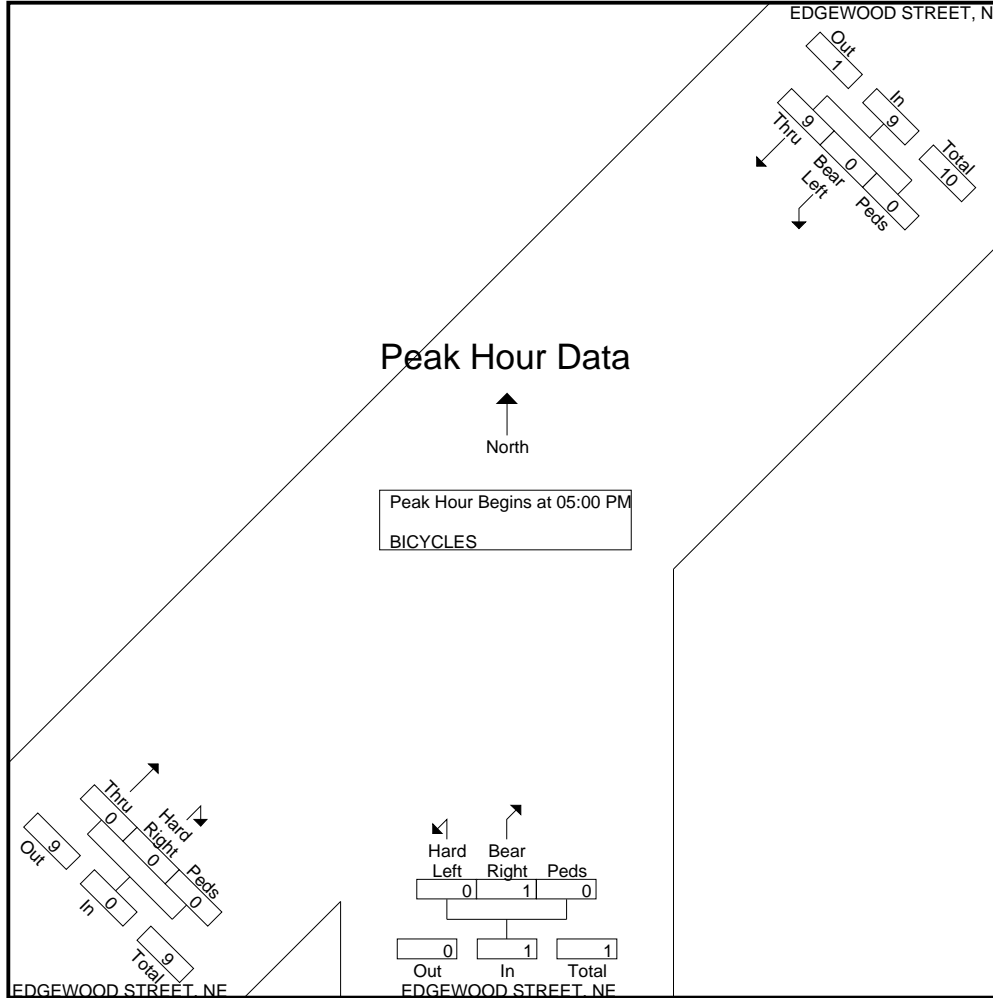 EDGEWOOD STREET, N
Out
In
Total
1
9
10
9
0
0
Thru
Bear
Left
Peds
Peak Hour Data
North
Peak Hour Begins at 05:00 PM
BICYCLES
Thru
Hard
Right
Peds
0
0
0
9
0
9
Out
In
Total
EDGEWOOD STREET, NE
Hard
Left
Bear
Right
Peds
0
1
0
0
1
1
Out
In
Total
EDGEWOOD STREET, NE